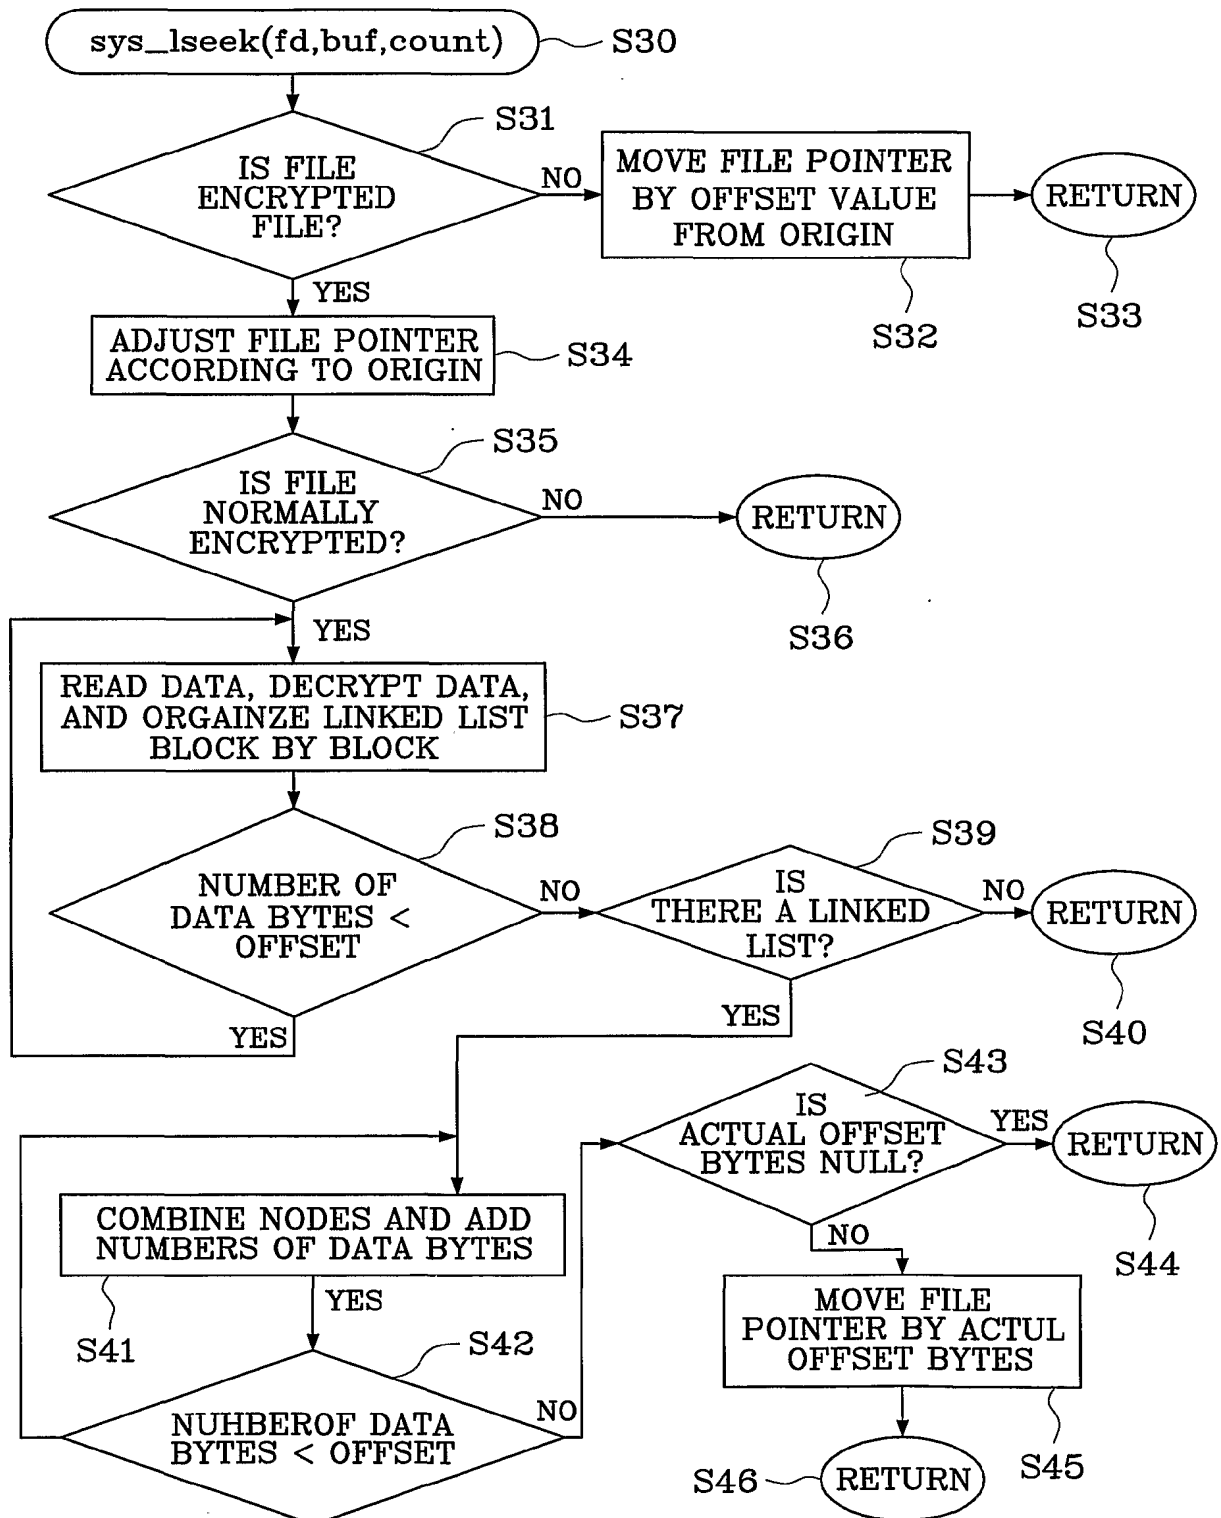 sys_lseek(fd,buf,count)
S30
S31
IS FILE
ENCRYPTED
FILE?
NO
MOVE FILE POINTER
BY OFFSET VALUE
FROM ORIGIN
RETURN
S32
S33
YES
ADJUST FILE POINTER
ACCORDING TO ORIGIN
S34
S35
IS FILE
NORMALLY
ENCRYPTED?
NO
RETURN
S36
YES
READ DATA, DECRYPT DATA,
AND ORGAINZE LINKED LIST
BLOCK BY BLOCK
S37
S38
NUMBER OF
DATA BYTES <
OFFSET
NO
S39
IS
THERE A LINKED
LIST?
NO
RETURN
S40
YES
YES
S43
IS
ACTUAL OFFSET
BYTES NULL?
YES
RETURN
S44
COMBINE NODES AND ADD
NUMBERS OF DATA BYTES
S41
YES
S42
NUHBEROF DATA
BYTES < OFFSET
NO
NO
MOVE FILE
POINTER BY ACTUL
OFFSET BYTES
S45
S46
RETURN